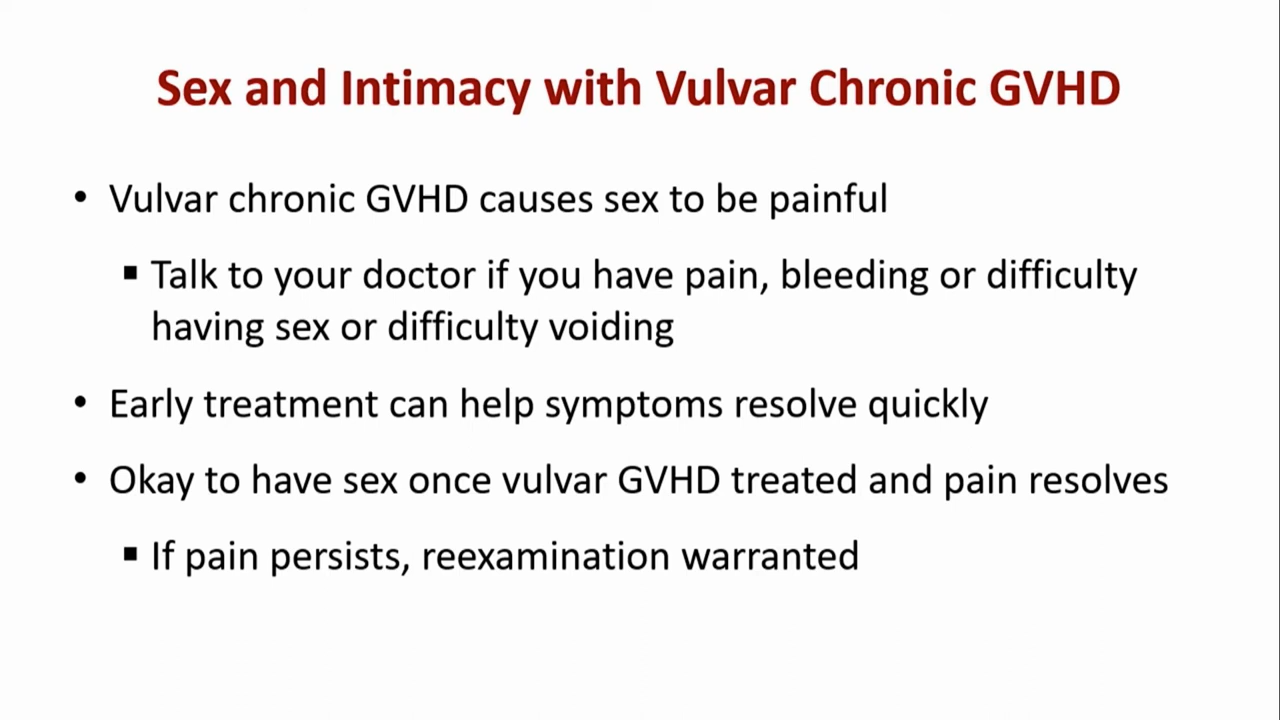 Sex and Intimacy with Vulvar Chronic GVHD
• Vulvar chronic GVHD causes sex to be painful
▪ Talk to your doctor if you have pain, bleeding or difficulty
having sex or difficulty voiding
• Early treatment can help symptoms resolve quickly
• Okay to have sex once vulvar GVHD treated and pain resolves
▪ If pain persists, reexamination warranted